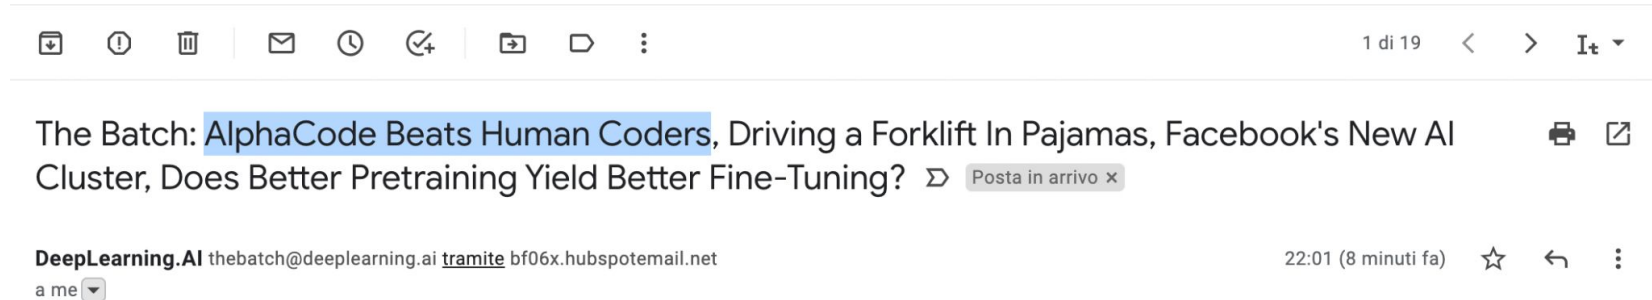 1 di 19
The Batch: AlphaCode Beats Human Coders, Driving a Forklift In Pajamas, Facebook's New AI
Cluster, Does Better Pretraining Yield Better Fine-Tuning? Posta in arrivo ×
DeepLearning.AI thebatch@deeplearning.ai tramite bf06x.hubspotemail.net 22:01 (8 minuti fa)
a me